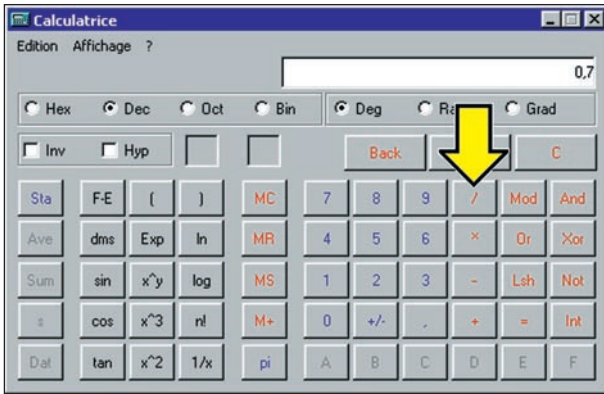 Calculatrice
Edition Affichage ?
0,7
Hex Dec Oct Bin Deg Grad
Inv Hyp Back C
Sta F-E ( ) MC 7 8 9 / Mod And
Ave dms Exp ln MR 4 5 6 * Or Xor
Sum sin x^y log MS 1 2 3 - Lsh Not
s cos x^3 n! M+ 0 +/- , + = Int
Dat tan x^2 1/x pi A B C D E F